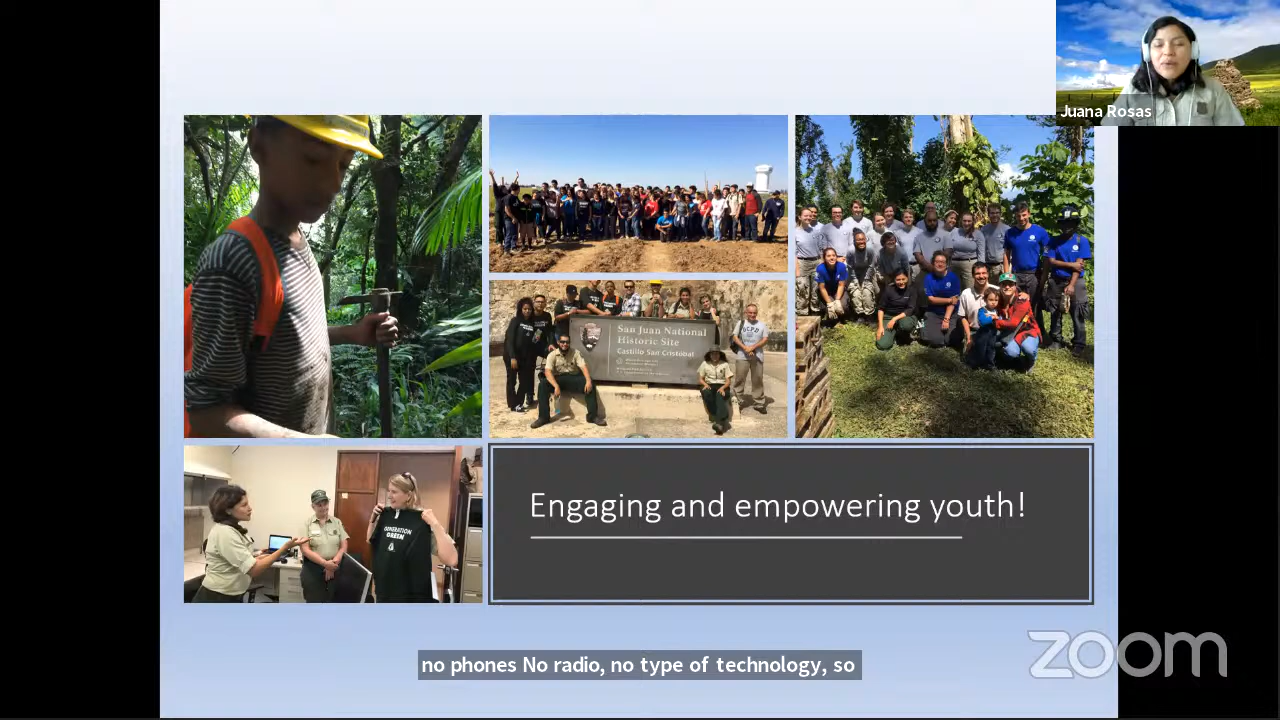 Juana Rosas
San Juan National
Historic Site
Castillo San Cristóbal
GENERATION
GREEN
Engaging and empowering youth!
no phones No radio, no type of technology, so
zoom